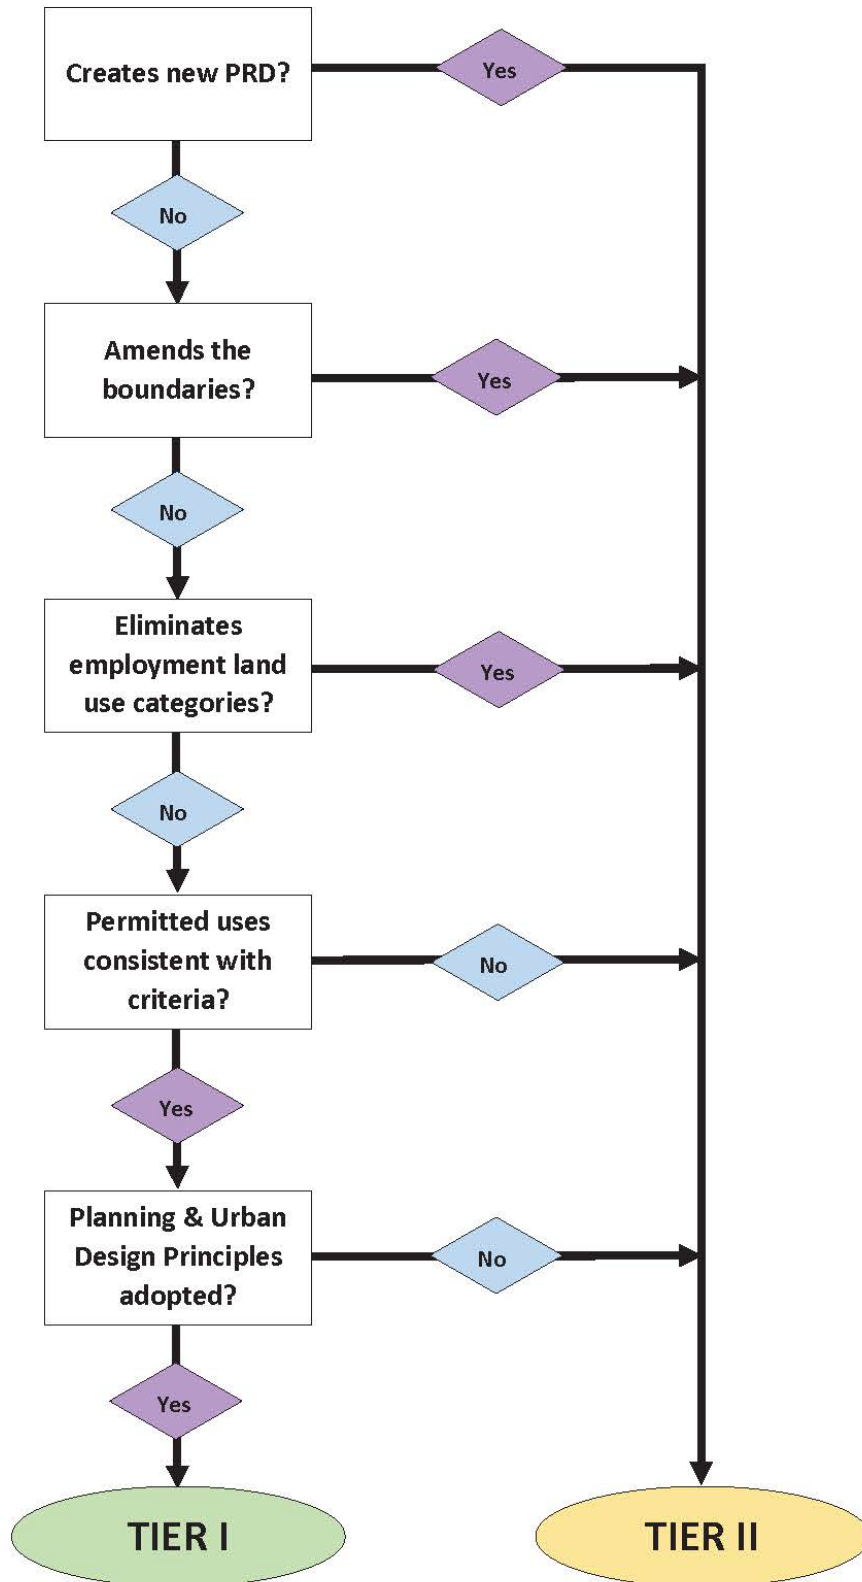 Creates new PRD?
Yes
No
Amends the
boundaries?
Yes
No
Eliminates
employment land
use categories?
Yes
No
Permitted uses
consistent with
criteria?
No
Yes
Planning & Urban
Design Principles
adopted?
No
Yes
TIER I
TIER II